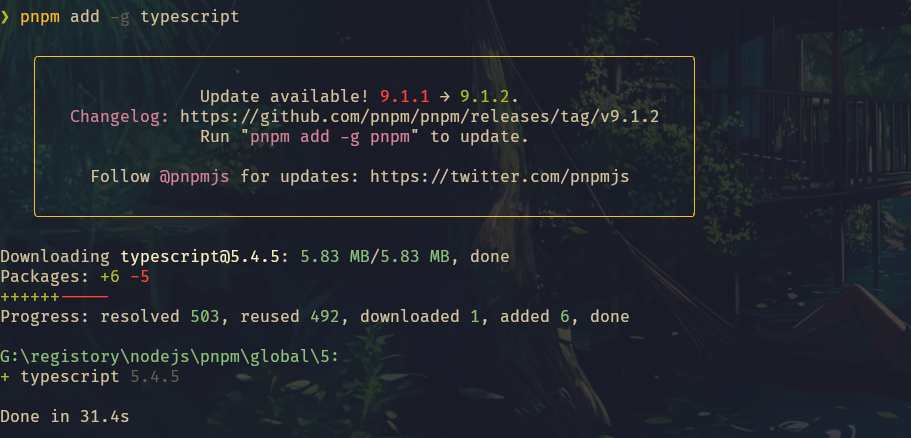 ❯ pnpm add -g typescript
Update available! 9.1.1 → 9.1.2.
Changelog: https://github.com/pnpm/pnpm/releases/tag/v9.1.2
Run "pnpm add -g pnpm" to update.
Follow @pnpmjs for updates: https://twitter.com/pnpmjs
Downloading typescript@5.4.5: 5.83 MB/5.83 MB, done
Packages: +6 -5
++++++-----
Progress: resolved 503, reused 492, downloaded 1, added 6, done
G:\registory\nodejs\pnpm\global\5:
+ typescript 5.4.5
Done in 31.4s